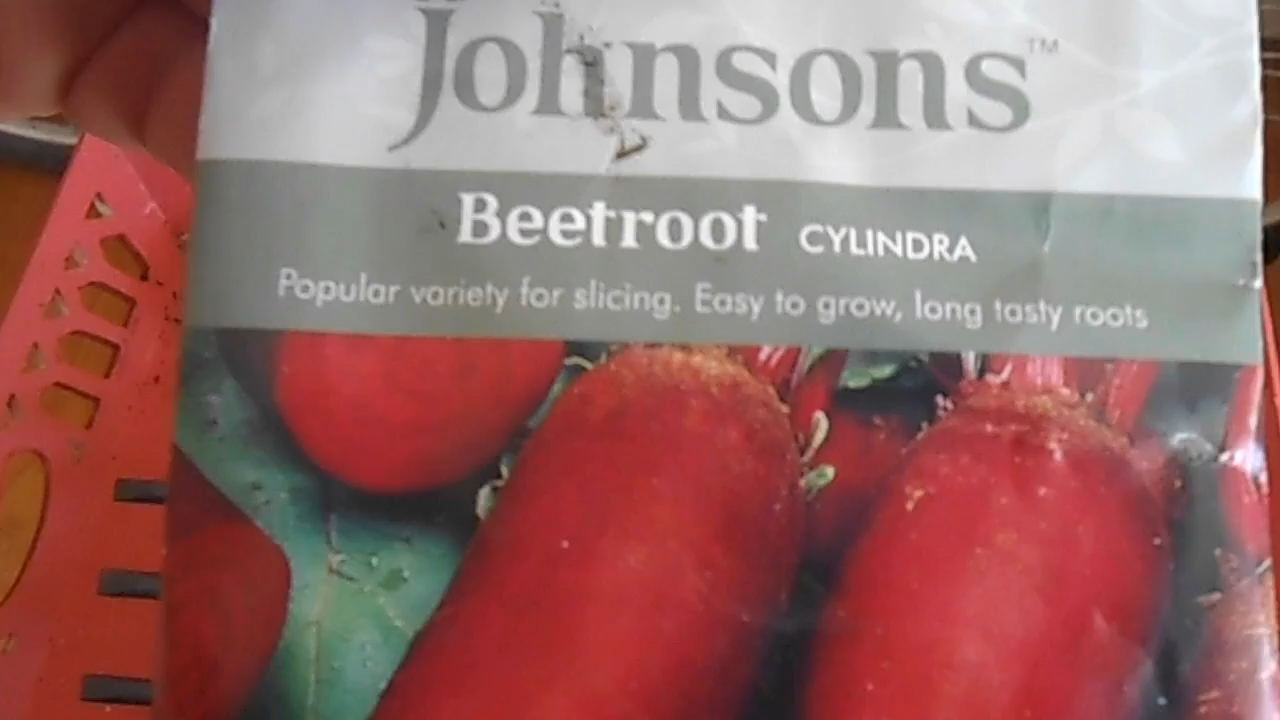 Johnsons™
Beetroot CYLINDRA
Popular variety for slicing. Easy to grow, long tasty roots